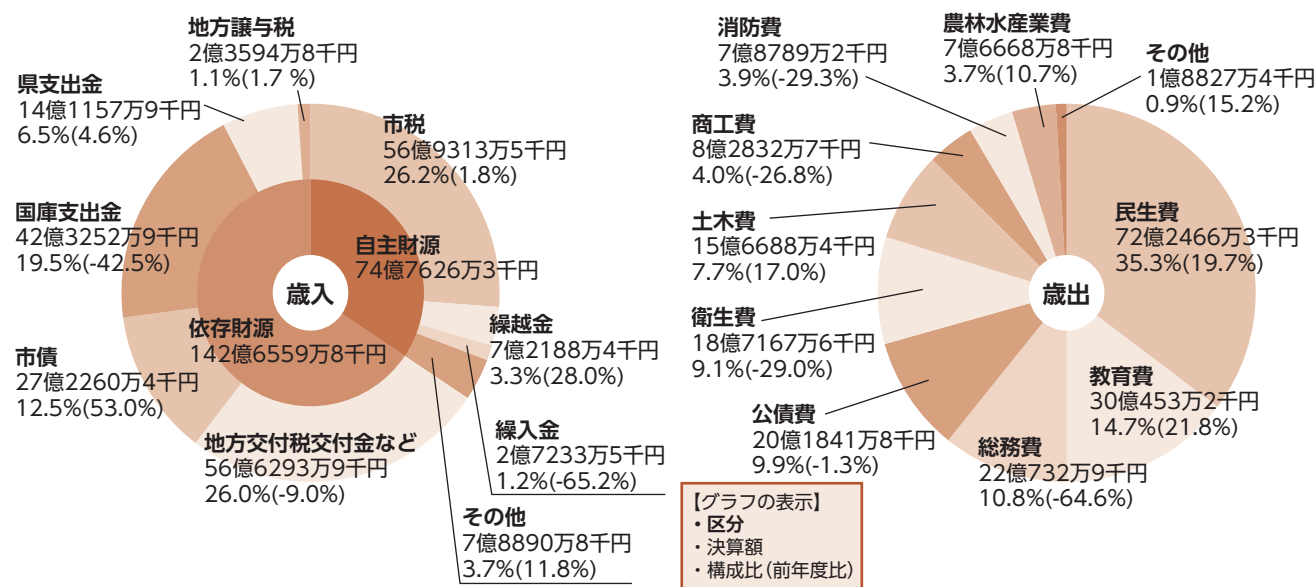 地方譲与税
2億3594万8千円
1.1%(1.7 %)
県支出金
14億1157万9千円
6.5%(4.6%)
市税
56億9313万5千円
26.2%(1.8%)
国庫支出金
42億3252万9千円
19.5%(-42.5%)
自主財源
74億7626万3千円
歳入
依存財源
142億6559万8千円
繰越金
7億2188万4千円
3.3%(28.0%)
市債
27億2260万4千円
12.5%(53.0%)
地方交付税交付金など
56億6293万9千円
26.0%(-9.0%)
繰入金
2億7233万5千円
1.2%(-65.2%)
その他
7億8890万8千円
3.7%(11.8%)
消防費
7億8789万2千円
3.9%(-29.3%)
農林水産業費
7億6668万8千円
3.7%(10.7%)
その他
1億8827万4千円
0.9%(15.2%)
商工費
8億2832万7千円
4.0%(-26.8%)
土木費
15億6688万4千円
7.7%(17.0%)
民生費
72億2466万3千円
35.3%(19.7%)
歳出
衛生費
18億7167万6千円
9.1%(-29.0%)
教育費
30億453万2千円
14.7%(21.8%)
公債費
20億1841万8千円
9.9%(-1.3%)
総務費
22億732万9千円
10.8%(-64.6%)
【グラフの表示】
・区分
・決算額
・構成比(前年度比)